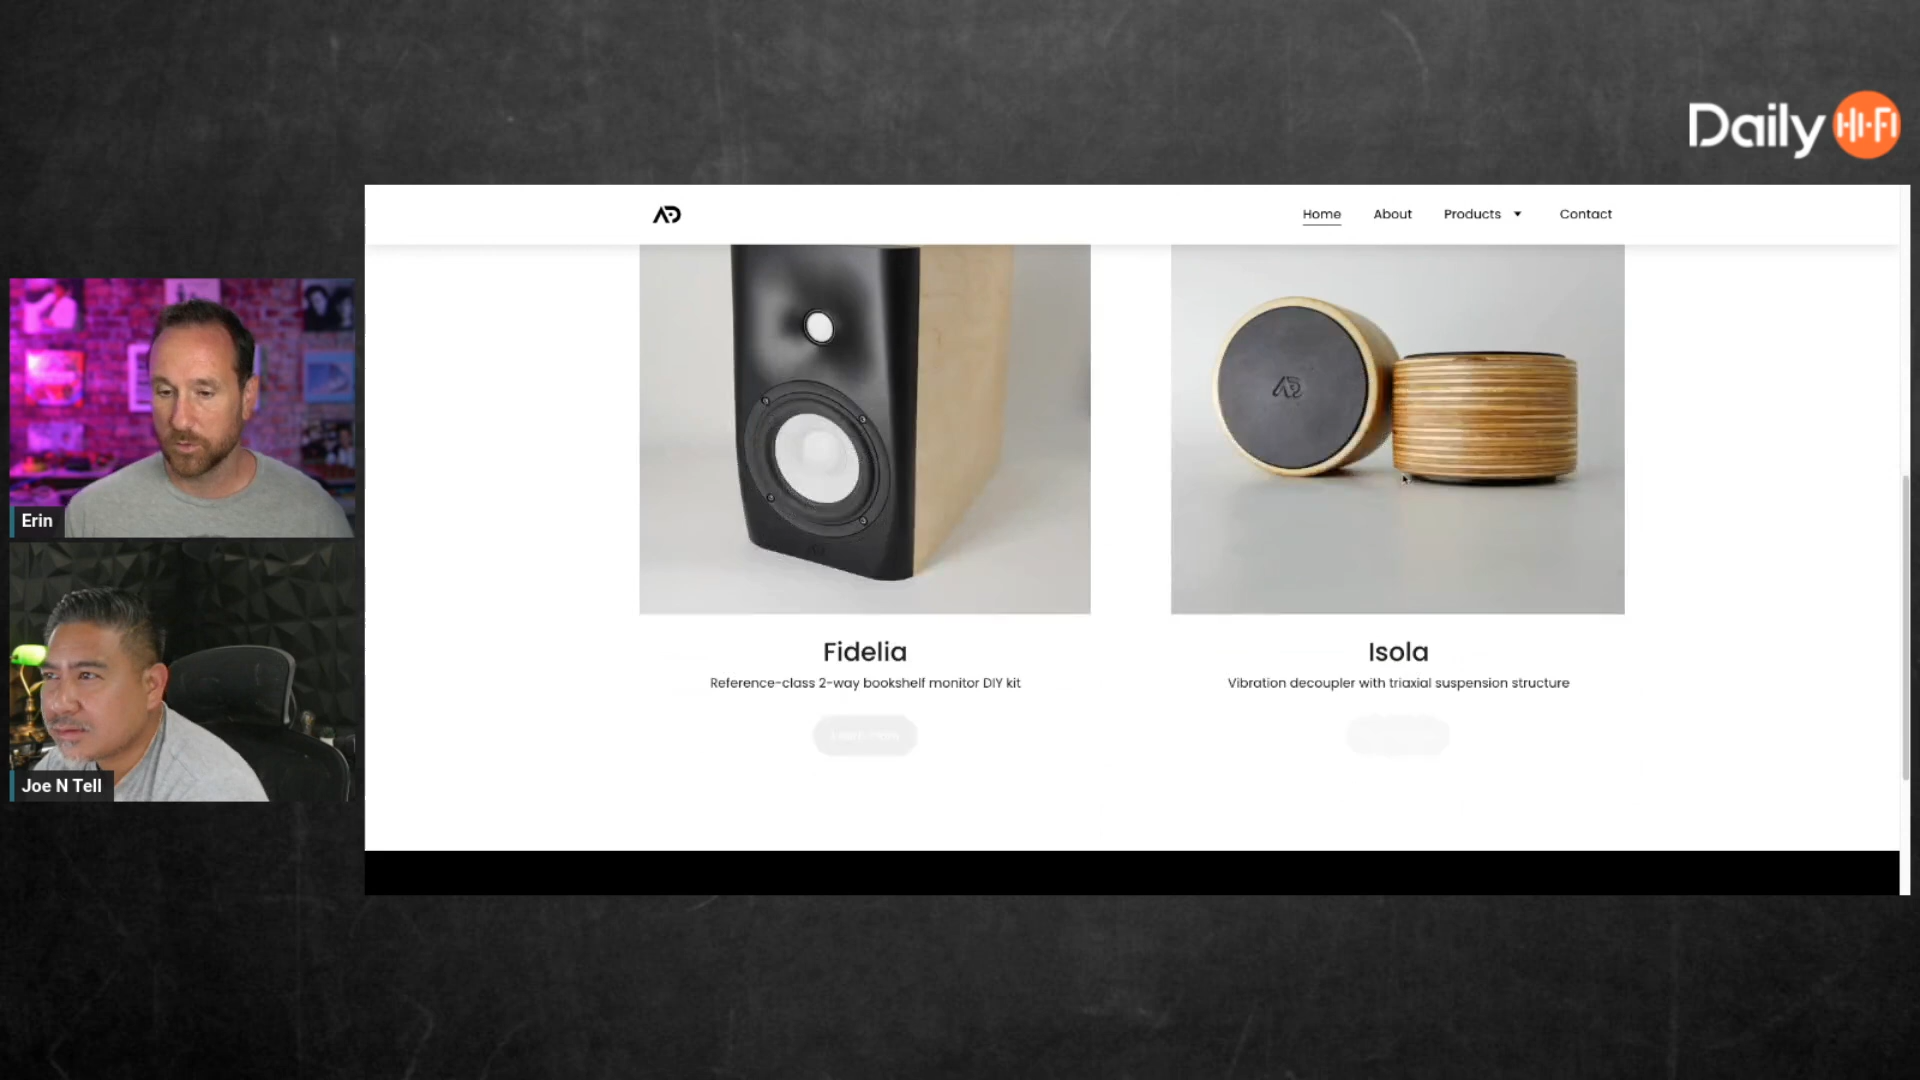 Daily HI-FI
Home About Products Contact
Fidelia
Reference-class 2-way bookshelf monitor DIY kit
Isola
Vibration decoupler with triaxial suspension structure
Erin
Joe N Tell